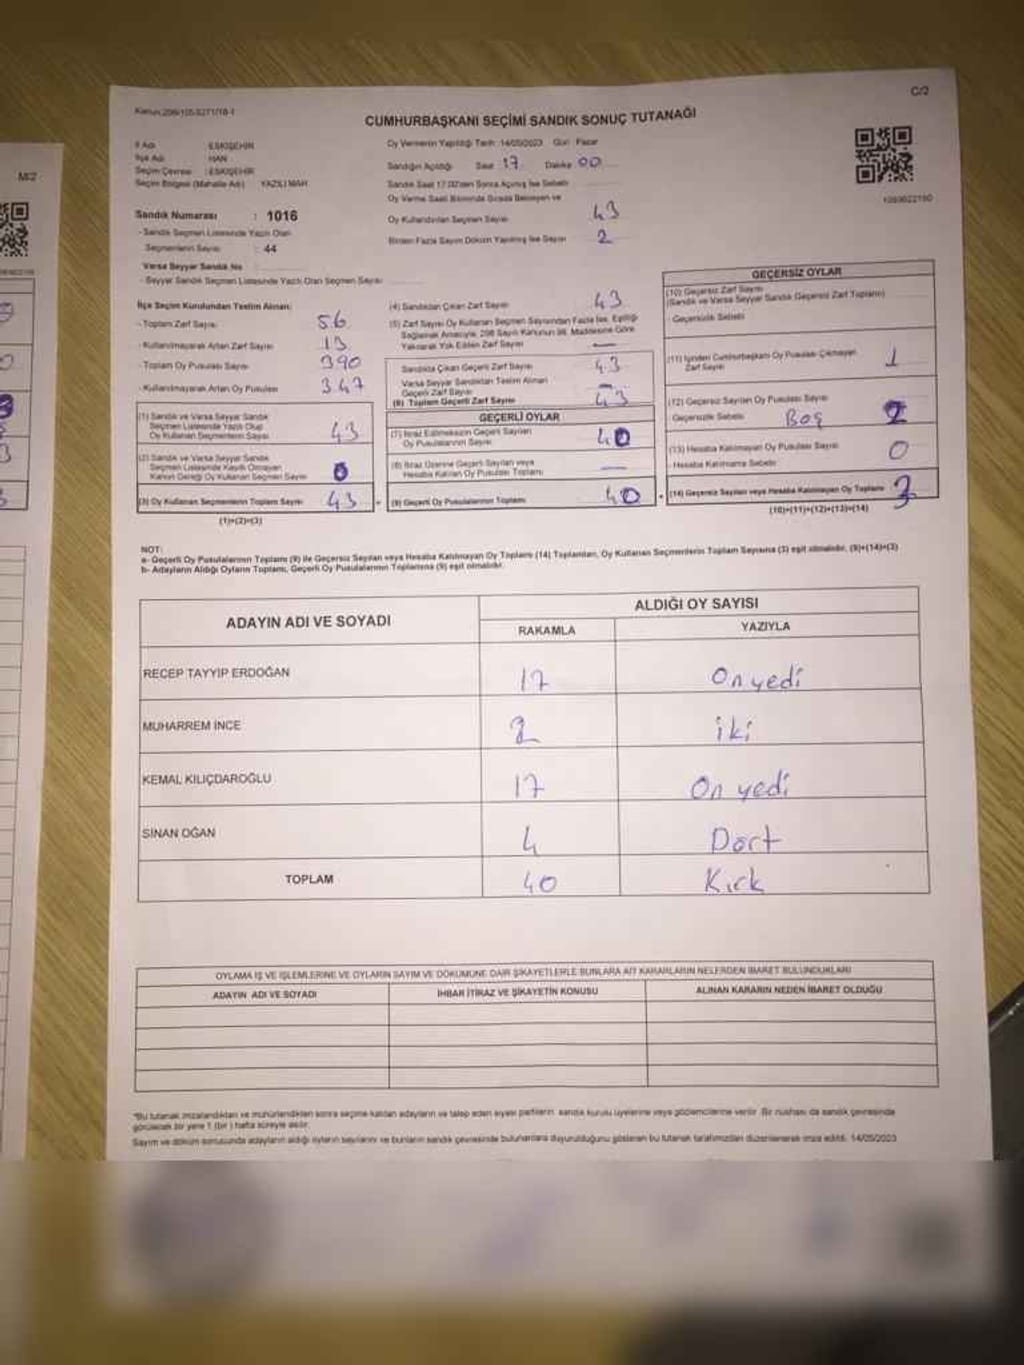 C/2
M/2
CUMHURBAŞKANI SEÇİMİ SANDIK SONUÇ TUTANAĞI
İl Adı : ESKİŞEHİR
İlçe Adı : HAN
Seçim Çevresi : ESKİŞEHİR
Seçim Bölgesi (Mahalle Adı) YAZILI MAH
Sandık Numarası : 1016
- Sandık Seçmen Listesinde Yazılı Olan
Seçmenlerin Sayısı : 44
Varsa Seyyar Sandık No
- Seyyar Sandık Seçmen Listesinde Yazılı Olan Seçmen Sayısı
Oy Vermenin Yapıldığı Tarih :14/05/2023 Gün : Pazar
Sandığın Açıldığı Saat 17 Dakika 00
Sandık Saat 17.00'den Sonra Açılmış İse Sebebi
Oy Verme Saati Bitiminde Sırada Bekleyen ve
Oy Kullandırılan Seçmen Sayısı 43
Birden Fazla Sayım Döküm Yapılmış İse Sayısı 2
İlçe Seçim Kurulundan Teslim Alınan:
- Toplam Zarf Sayısı 56
- Kullanılmayarak Artan Zarf Sayısı 13
- Toplam Oy Pusulası Sayısı 390
- Kullanılmayarak Artan Oy Pusulası 347
(1) Sandık ve Varsa Seyyar Sandık
Seçmen Listesinde Yazılı Olup
Oy Kullanan Seçmenlerin Sayısı 43
(2) Sandık ve Varsa Seyyar Sandık
Seçmen Listesinde Kayıtlı Olmayan
Kanun Gereği Oy Kullanan Seçmen Sayısı 0
(3) Oy Kullanan Seçmenlerin Toplam Sayısı 43
(1)+(2)=(3)
(4) Sandıktan Çıkan Zarf Sayısı 43
(5) Zarf Sayısı Oy Kullanan Seçmen Sayısından Fazla İse, Eşitliği
Sağlamak Amacıyla, 298 Sayılı Kanunun 98. Maddesine Göre
Yakılarak Yok Edilen Zarf Sayısı —
Sandıkta Çıkan Geçerli Zarf Sayısı 43
Varsa Seyyar Sandıktan Teslim Alınan
Geçerli Zarf Sayısı —
(6) Toplam Geçerli Zarf Sayısı 43
GEÇERLİ OYLAR
(7) İtiraz Edilmeksizin Geçerli Sayılan
Oy Pusulalarının Sayısı 40
(8) İtiraz Üzerine Geçerli Sayılan veya
Hesaba Katılan Oy Pusulası Toplamı —
(9) Geçerli Oy Pusulalarının Toplamı 40
GEÇERSİZ OYLAR
(10) Geçersiz Zarf Sayısı
(Sandık ve Varsa Seyyar Sandık Geçersiz Zarf Toplamı)
- Geçersizlik Sebebi
(11) İçinden Cumhurbaşkanı Oy Pusulası Çıkmayan
Zarf Sayısı 1
(12) Geçersiz Sayılan Oy Pusulası Sayısı
- Geçersizlik Sebebi Boş 2
(13) Hesaba Katılmayan Oy Pusulası Sayısı 0
- Hesaba Katılmama Sebebi
(14) Geçersiz Sayılan veya Hesaba Katılmayan Oy Toplamı 3
(10)+(11)+(12)+(13)=(14)
NOT:
a- Geçerli Oy Pusulalarının Toplamı (9) ile Geçersiz Sayılan veya Hesaba Katılmayan Oy Toplamı (14) Toplamları, Oy Kullanan Seçmenlerin Toplam Sayısına (3) eşit olmalıdır. (9)+(14)=(3)
b- Adayların Aldığı Oyların Toplamı, Geçerli Oy Pusulalarının Toplamına (9) eşit olmalıdır.
ADAYIN ADI VE SOYADI ALDIĞI OY SAYISI
RAKAMLA YAZIYLA
RECEP TAYYİP ERDOĞAN 17 Onyedi
MUHARREM İNCE 2 iki
KEMAL KILIÇDAROĞLU 17 On yedi
SİNAN OĞAN 4 Dört
TOPLAM 40 Kırk
OYLAMA İŞ VE İŞLEMLERİNE VE OYLARIN SAYIM VE DÖKÜMÜNE DAİR ŞİKAYETLERLE BUNLARA AİT KARARLARIN NELERDEN İBARET BULUNDUKLARI
ADAYIN ADI VE SOYADI İHBAR İTİRAZ VE ŞİKAYETİN KONUSU ALINAN KARARIN NEDEN İBARET OLDUĞU
*Bu tutanak imzalandıktan ve mühürlendikten sonra seçime katılan adayların ve talep eden siyasi partilerin sandık kurulu üyelerine veya gözlemcilerine verilir. Bir nüshası da sandık çevresinde
görülecek bir yere 1 (bir) hafta süreyle asılır.
Sayım ve döküm sonucunda adayların aldığı oyların sayılarını ve bunların sandık çevresinde bulunanlara duyurulduğunu gösteren bu tutanak tarafımızdan düzenlenerek imza edildi. 14/05/2023